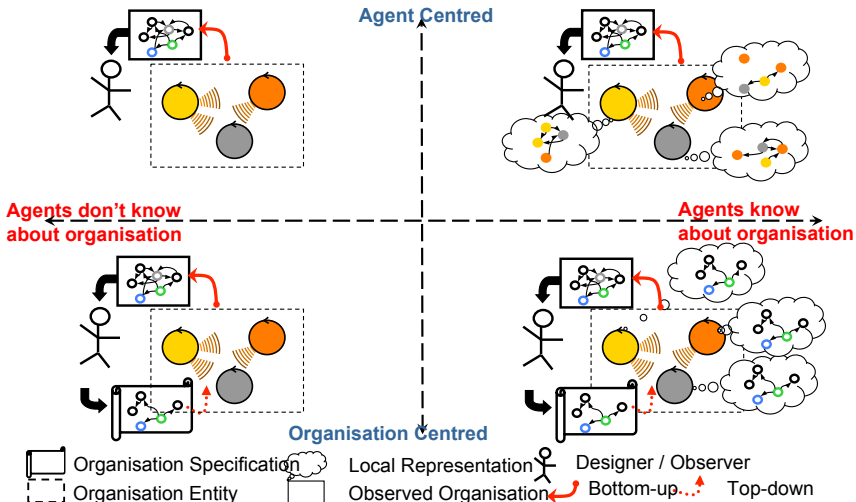 Agent Centred
Agents don't know
about organisation
Agents know
about organisation
Organisation Centred
Organisation Specification
Local Representation
Designer / Observer
Organisation Entity
Observed Organisation
Bottom-up
Top-down